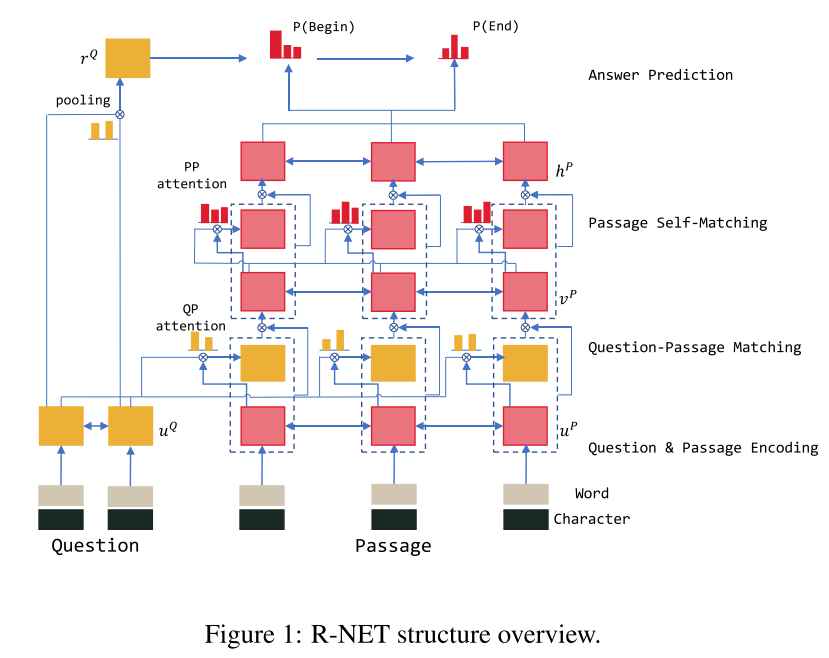 P(Begin)
P(End)
r^Q
Answer Prediction
pooling
PP
attention
h^P
Passage Self-Matching
v^P
QP
attention
Question-Passage Matching
u^Q
u^P
Question & Passage Encoding
Word
Character
Question
Passage
Figure 1: R-NET structure overview.